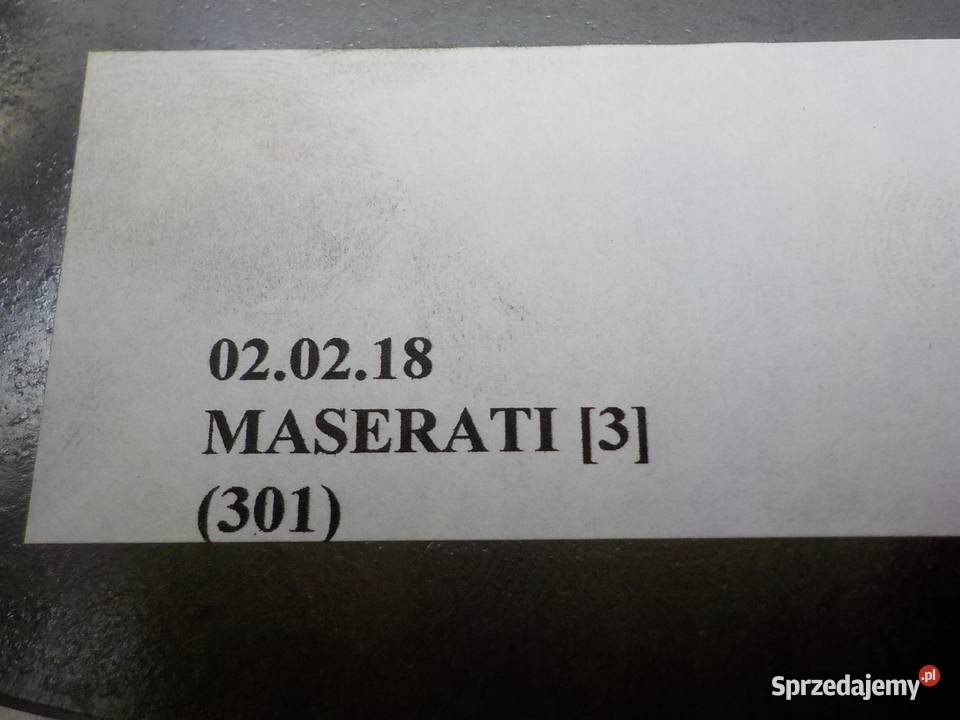 02.02.18
MASERATI [3]
(301)
Sprzedajemy.pl